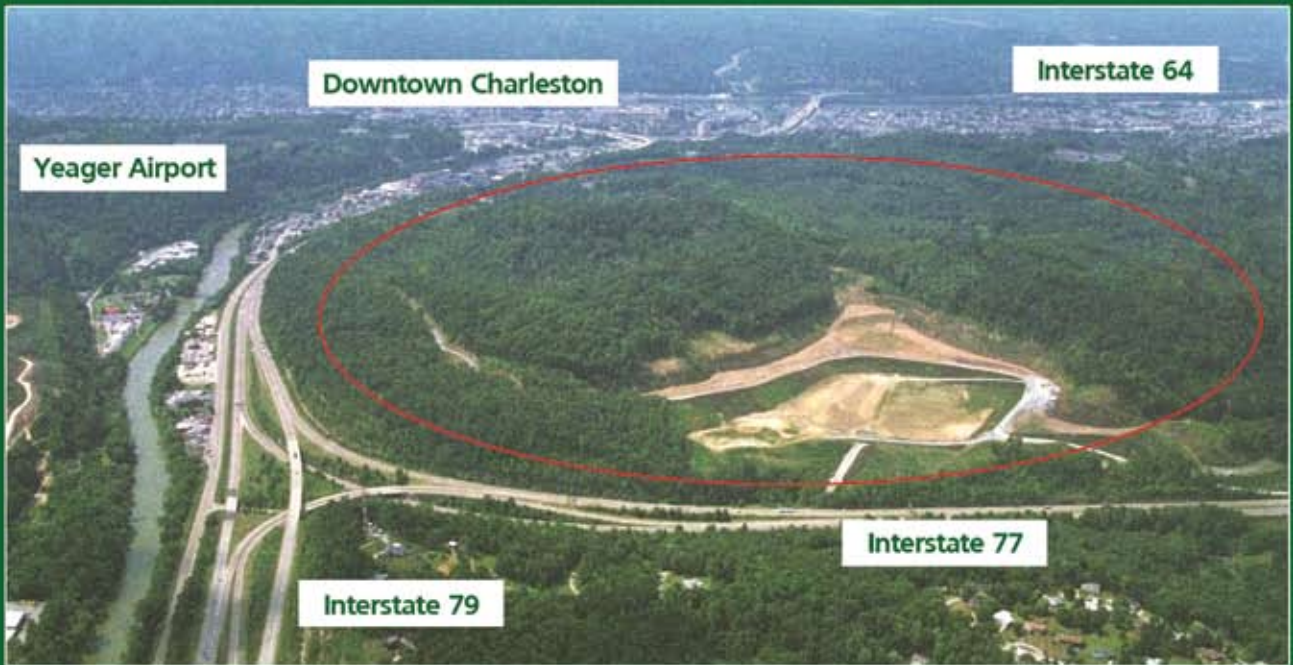 Downtown Charleston
Interstate 64
Yeager Airport
Interstate 77
Interstate 79